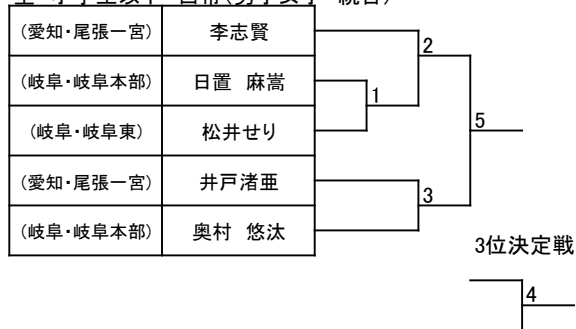 (愛知・尾張一宮) 李志賢
2
(岐阜・岐阜本部) 日置 麻嵩
1
(岐阜・岐阜東) 松井せり
5
(愛知・尾張一宮) 井戸渚亜
3
(岐阜・岐阜本部) 奥村 悠汰
3位決定戦
4